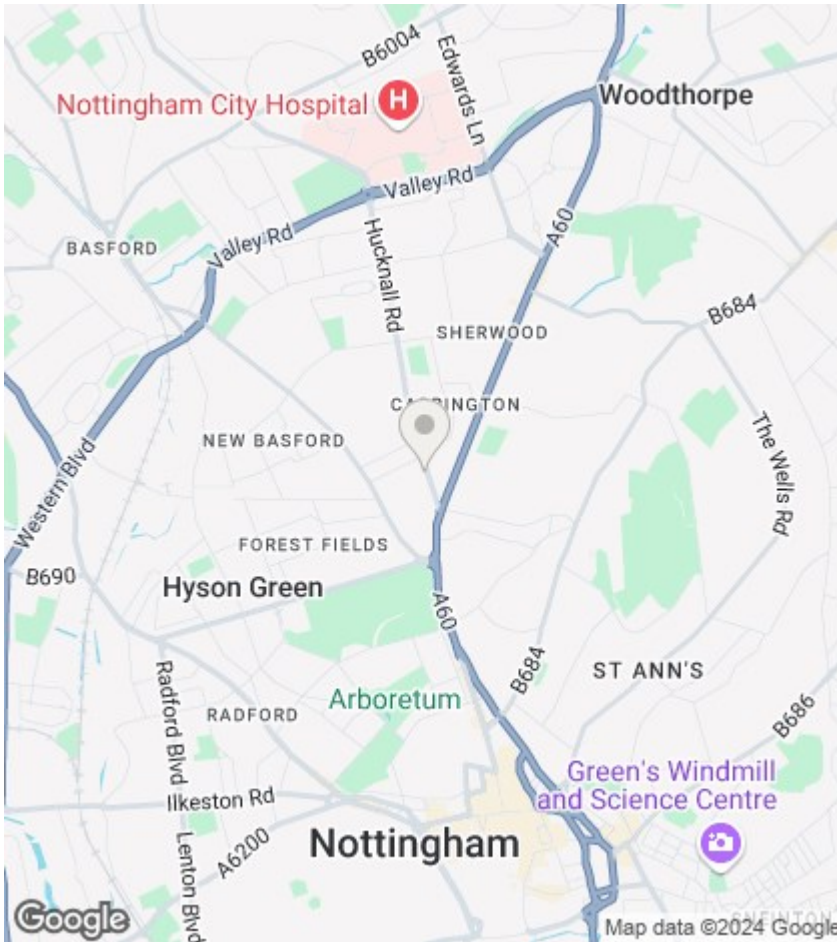 B6004
Edwards Ln
Nottingham City Hospital
H
Woodthorpe
Valley Rd
Valley Rd
A60
BASFORD
Hucknall Rd
B684
SHERWOOD
CARRINGTON
The Wells Rd
NEW BASFORD
Western Blvd
FOREST FIELDS
B690
Hyson Green
A60
B684
ST ANN'S
Arboretum
Radford Blvd
RADFORD
B686
Green's Windmill
and Science Centre
Ilkeston Rd
Nottingham
A6200
Lenton Blvd
SNEINTON
Google
Map data ©2024 Google